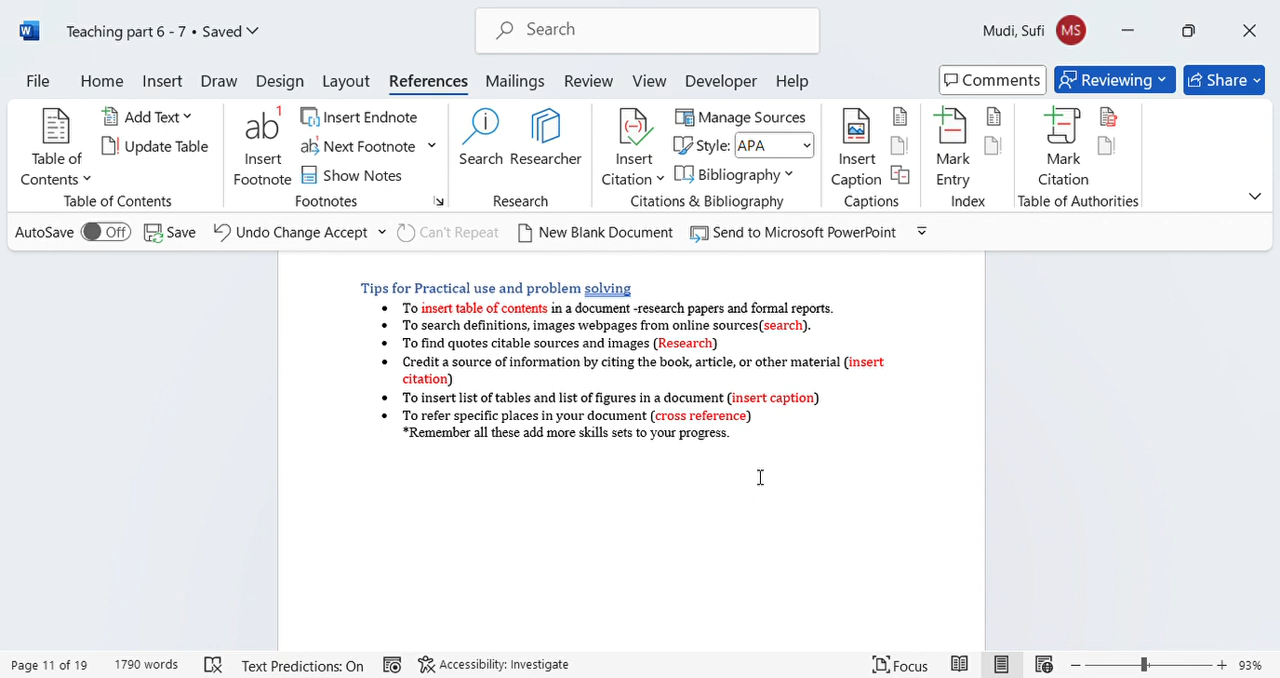 Teaching part 6 - 7 • Saved
Search
Mudi, Sufi
MS
File Home Insert Draw Design Layout References Mailings Review View Developer Help
Comments Reviewing Share
Table of Contents
Add Text
Update Table
Table of Contents
ab Insert Footnote
Insert Endnote
Next Footnote
Show Notes
Footnotes
Search
Researcher
Research
Insert Citation
Manage Sources
Style: APA
Bibliography
Citations & Bibliography
Insert Caption
Captions
Mark Entry
Index
Mark Citation
Table of Authorities
AutoSave Off Save Undo Change Accept Can't Repeat New Blank Document Send to Microsoft PowerPoint
Tips for Practical use and problem solving
• To insert table of contents in a document -research papers and formal reports.
• To search definitions, images webpages from online sources(search).
• To find quotes citable sources and images (Research)
• Credit a source of information by citing the book, article, or other material (insert
citation)
• To insert list of tables and list of figures in a document (insert caption)
• To refer specific places in your document (cross reference)
*Remember all these add more skills sets to your progress.
Page 11 of 19 1790 words Text Predictions: On Accessibility: Investigate Focus 93%